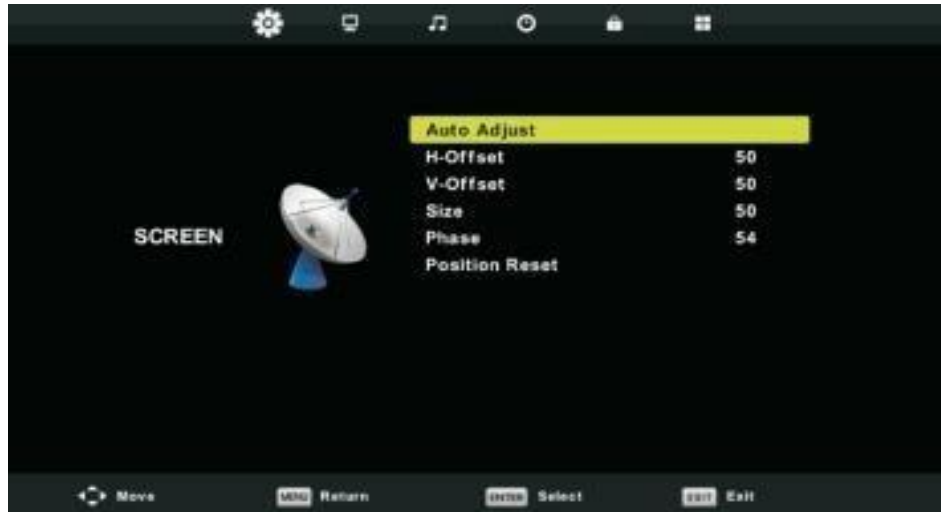 Auto Adjust
H-Offset 50
V-Offset 50
Size 50
SCREEN
Phase 54
Position Reset
Move MENU Return ENTER Select EXIT Exit